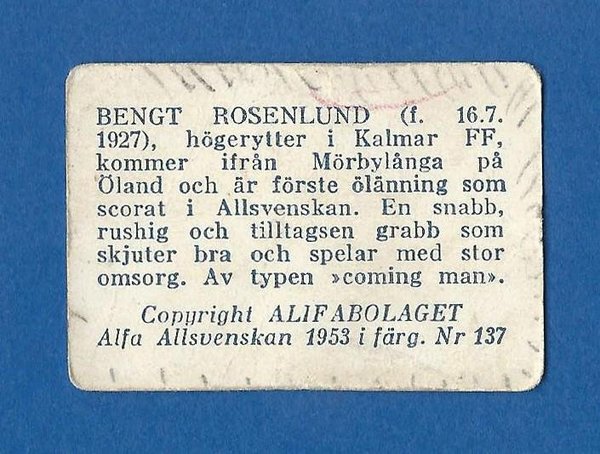 BENGT ROSENLUND (f. 16.7.
1927), högerytter i Kalmar FF,
kommer ifrån Mörbylånga på
Öland och är förste ölänning som
scorat i Allsvenskan. En snabb,
rushig och tilltagsen grabb som
skjuter bra och spelar med stor
omsorg. Av typen »coming man».
Copyright ALIFABOLAGET
Alfa Allsvenskan 1953 i färg. Nr 137